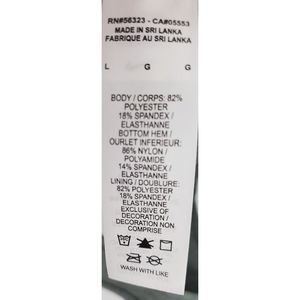 RN#56323 - CA#05553
MADE IN SRI LANKA
FABRIQUE AU SRI LANKA
L G G
BODY / CORPS: 82%
POLYESTER
18% SPANDEX /
ELASTHANNE
BOTTOM HEM /
OURLET INFERIEUR:
86% NYLON /
POLYAMIDE
14% SPANDEX /
ELASTHANNE
LINING / DOUBLURE:
82% POLYESTER
18% SPANDEX /
ELASTHANNE
EXCLUSIVE OF
DECORATION /
DECORATION NON
COMPRISE
WASH WITH LIKE